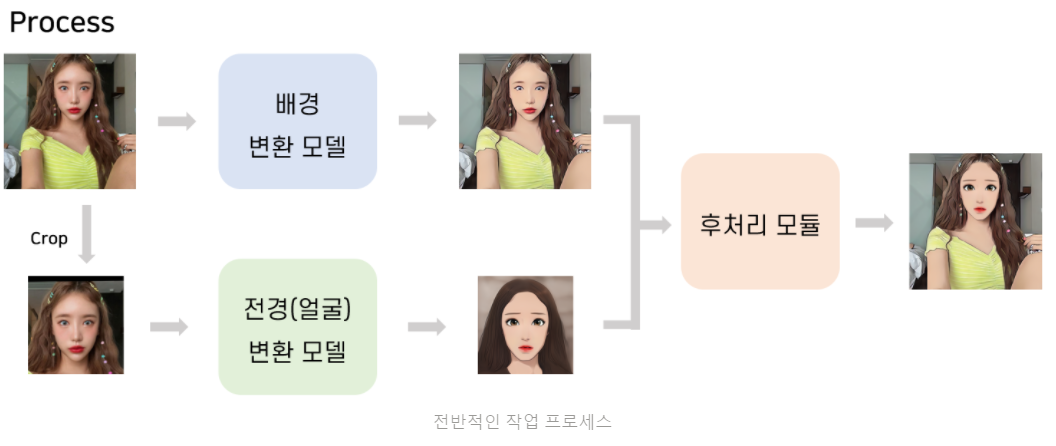 Process
배경
변환 모델
Crop
전경(얼굴)
변환 모델
후처리 모듈
전반적인 작업 프로세스